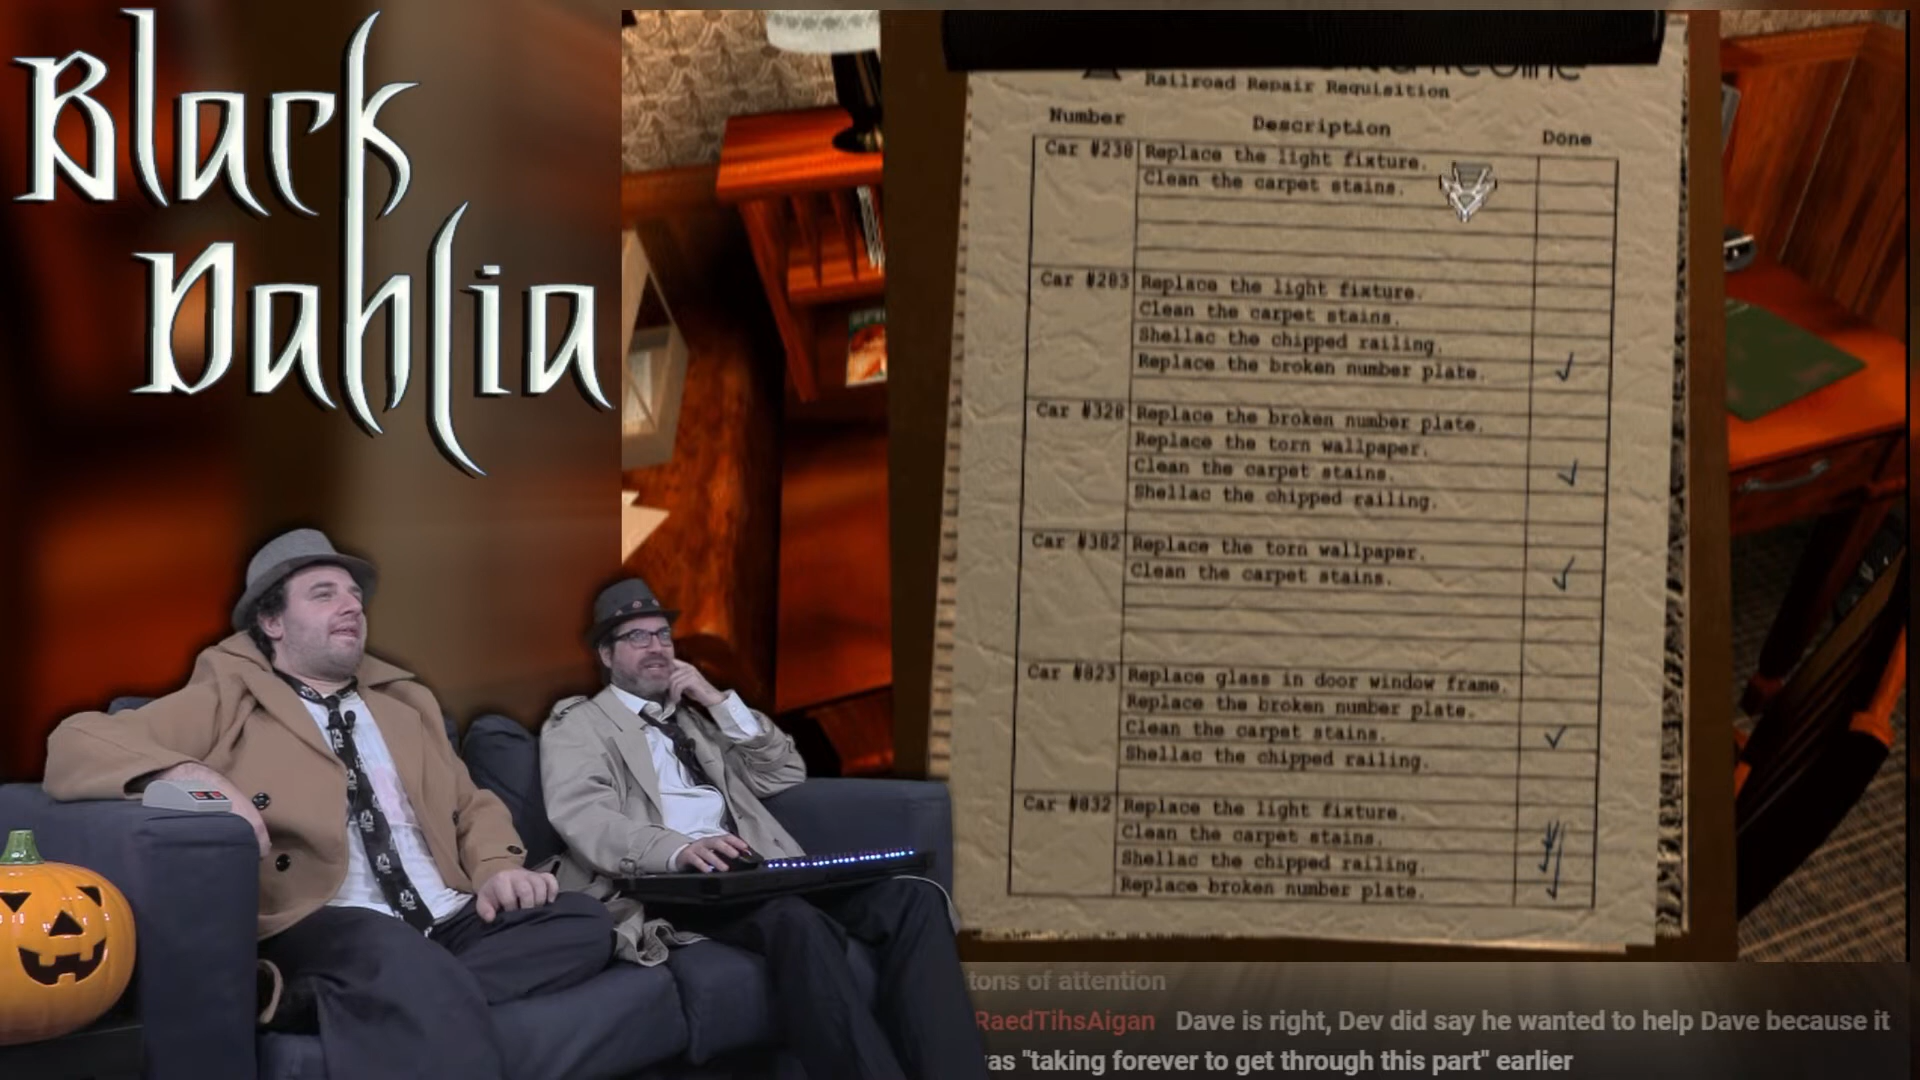 Black
Dahlia
Railroad Repair Requisition
Number Description Done
Car #230 Replace the light fixture.
Clean the carpet stains.
Car #203 Replace the light fixture.
Clean the carpet stains.
Shellac the chipped railing.
Replace the broken number plate.
Car #320 Replace the broken number plate.
Replace the torn wallpaper.
Clean the carpet stains.
Shellac the chipped railing.
Car #302 Replace the torn wallpaper.
Clean the carpet stains.
Car #023 Replace glass in door window frame.
Replace the broken number plate.
Clean the carpet stains.
Shellac the chipped railing.
Car #032 Replace the light fixture.
Clean the carpet stains.
Shellac the chipped railing.
Replace broken number plate.
tons of attention
RaedTihsAigan Dave is right, Dev did say he wanted to help Dave because it
as "taking forever to get through this part" earlier